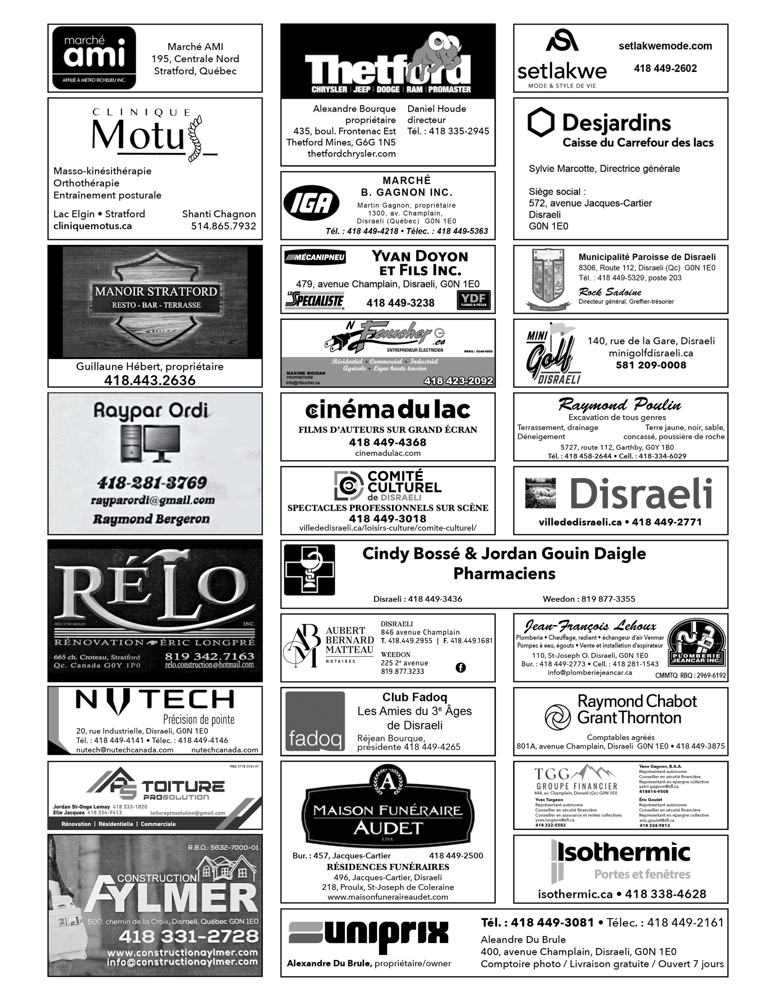 marché
ami
AFFILIÉ À METRO RICHELIEU INC.
Marché AMI
195, Centrale Nord
Stratford, Québec
CLINIQUE
Motus
Masso-kinésithérapie
Orthothérapie
Entraînement posturale
Lac Elgin • Stratford
Shanti Chagnon
cliniquemotus.ca
514.865.7932
MANOIR STRATFORD
RESTO - BAR - TERRASSE
Guillaune Hébert, propriétaire
418.443.2636
Raypar Ordi
418-281-3769
rayparordi@gmail.com
Raymond Bergeron
RÉLO
RBQ: 5739-0643-01
INC.
RÉNOVATION ÉRIC LONGPRÉ
665 ch. Croteau, Stratford
819 342.7163
Qc. Canada G0Y 1P0
relo.construction@hotmail.com
NUTECH
Précision de pointe
20, rue Industrielle, Disraeli, G0N 1E0
Tél. : 418 449-4141 • Télec. : 418 449-4146
nutech@nutechcanada.com nutechcanada.com
RBQ: 5778-2534-01
PS TOITURE
PROSOLUTION
Jordan St-Onge Lemay 418 333-1820
Elie Jacques 418 334-9413
toitureprosolution@gmail.com
Rénovation | Résidentielle | Commerciale
R.B.Q.: 5632-7000-01
CONSTRUCTION
AYLMER
500, chemin de la Croix, Disraeli, Québec G0N 1E0
418 331-2728
www.constructionaylmer.com
info@constructionaylmer.com
Thetford
CHRYSLER | JEEP | DODGE | RAM | PROMASTER
Alexandre Bourque
propriétaire
435, boul. Frontenac Est
Thetford Mines, G6G 1N5
thetfordchrysler.com
Daniel Houde
directeur
Tél. : 418 335-2945
IGA
MARCHÉ
B. GAGNON INC.
Martin Gagnon, propriétaire
1300, av. Champlain,
Disraeli (Québec) G0N 1E0
Tél. : 418 449-4218 • Télec. : 418 449-5363
MÉCANIPNEU
YVAN DOYON
ET FILS INC.
479, avenue Champlain, Disraeli, G0N 1E0
LE SPÉCIALISTE
418 449-3238
YDF
TUNING & PIÈCES
N Faucher e
.ca
ENTREPRENEUR ÉLECTRICIEN
#RBQ : 5648-0866
Résidentiel • Commercial • Industriel
Agricole • Ligne haute tension
MAXIME MOISAN
PROPRIÉTAIRE
info@nfaucher.ca
418 423-2092
cinéma du lac
FILMS D'AUTEURS SUR GRAND ÉCRAN
418 449-4368
cinemadulac.com
COMITÉ
CULTUREL
de DISRAELI
SPECTACLES PROFESSIONNELS SUR SCÈNE
418 449-3018
villededisraeli.ca/loisirs-culture/comite-culturel/
setlakwe
MODE & STYLE DE VIE
setlakwemode.com
418 449-2602
Desjardins
Caisse du Carrefour des lacs
Sylvie Marcotte, Directrice générale
Siège social :
572, avenue Jacques-Cartier
Disraeli
G0N 1E0
PAROISSE - DISRAELI
Municipalité Paroisse de Disraeli
8306, Route 112, Disraeli (Qc) G0N 1E0
Tél. : 418 449-5329, poste 203
Rock Sadoine
Directeur général, Greffier-trésorier
MINI
Golf
DISRAELI
140, rue de la Gare, Disraeli
minigolfdisraeli.ca
581 209-0008
Raymond Poulin
Excavation de tous genres
Terrassement, drainage
Déneigement
Terre jaune, noir, sable,
concassé, poussière de roche
5727, route 112, Garthby, G0Y 1B0
Tél. : 418 458-2644 • Cell. : 418-334-6029
Disraeli
villededisraeli.ca • 418 449-2771
Cindy Bossé & Jordan Gouin Daigle
Pharmaciens
Disraeli : 418 449-3436
Weedon : 819 877-3355
ABM
AUBERT
BERNARD
MATTEAU
NOTAIRES
DISRAELI
846 avenue Champlain
T. 418.449.2955 | F. 418.449.1681
WEEDON
225 2e avenue
819.877.3233
f
Jean-François Lehoux
Plomberie • Chauffage, radiant • échangeur d'air Venmar
Pompes à eau, égouts • Vente et installation d'aspirateur
110, St-Joseph O. Disraeli, G0N 1E0
Bur. : 418 449-2773 • Cell. : 418 281-1543
info@plomberiejeancar.ca
PLOMBERIE
JEANCAR INC.
CMMTQ RBQ : 2969-6192
fadoq
Club Fadoq
Les Amies du 3e Âges
de Disraeli
Réjean Bourque,
présidente 418 449-4265
Raymond Chabot
Grant Thornton
Comptables agréés
801A, avenue Champlain, Disraeli G0N 1E0 • 418 449-3875
A
MAISON FUNÉRAIRE
AUDET
LTÉE
Bur. : 457, Jacques-Cartier
418 449-2500
RÉSIDENCES FUNÉRAIRES
496, Jacques-Cartier, Disraeli
218, Proulx, St-Joseph de Coleraine
www.maisonfuneraireaudet.com
TGG
GROUPE FINANCIER
444, av. Champlain, Disraeli (Qc) G0N 1E0
Yves Turgeon
Représentant autonome
Conseiller en sécutié financière
Conseiller en assurance et rentes collectives
yves.turgeon@sfl.ca
418 332-5582
Yann Gagnon, B.A.A.
Représentant autonome
Conseiller en sécutié financière
Représentant en épargne collective
yann.gagnon@sfl.ca
418814-9508
Éric Goulet
Représentant autonome
Conseiller en sécutié financière
Représentant en épargne collective
eric.goulet@sfl.ca
418 334-9813
Isothermic
Portes et fenêtres
isothermic.ca • 418 338-4628
uniprix
Alexandre Du Brule, propriétaire/owner
Tél. : 418 449-3081 • Télec. : 418 449-2161
Aleandre Du Brule
400, avenue Champlain, Disraeli, G0N 1E0
Comptoire photo / Livraison gratuite / Ouvert 7 jours